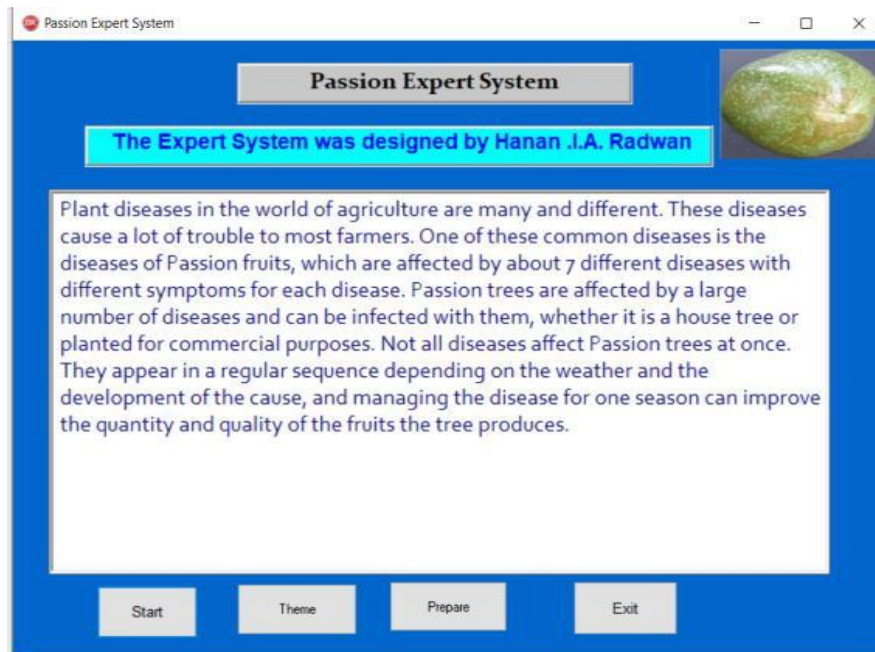 Passion Expert System
Passion Expert System
The Expert System was designed by Hanan .I.A. Radwan
Plant diseases in the world of agriculture are many and different. These diseases
cause a lot of trouble to most farmers. One of these common diseases is the
diseases of Passion fruits, which are affected by about 7 different diseases with
different symptoms for each disease. Passion trees are affected by a large
number of diseases and can be infected with them, whether it is a house tree or
planted for commercial purposes. Not all diseases affect Passion trees at once.
They appear in a regular sequence depending on the weather and the
development of the cause, and managing the disease for one season can improve
the quantity and quality of the fruits the tree produces.
Start Theme Prepare Exit